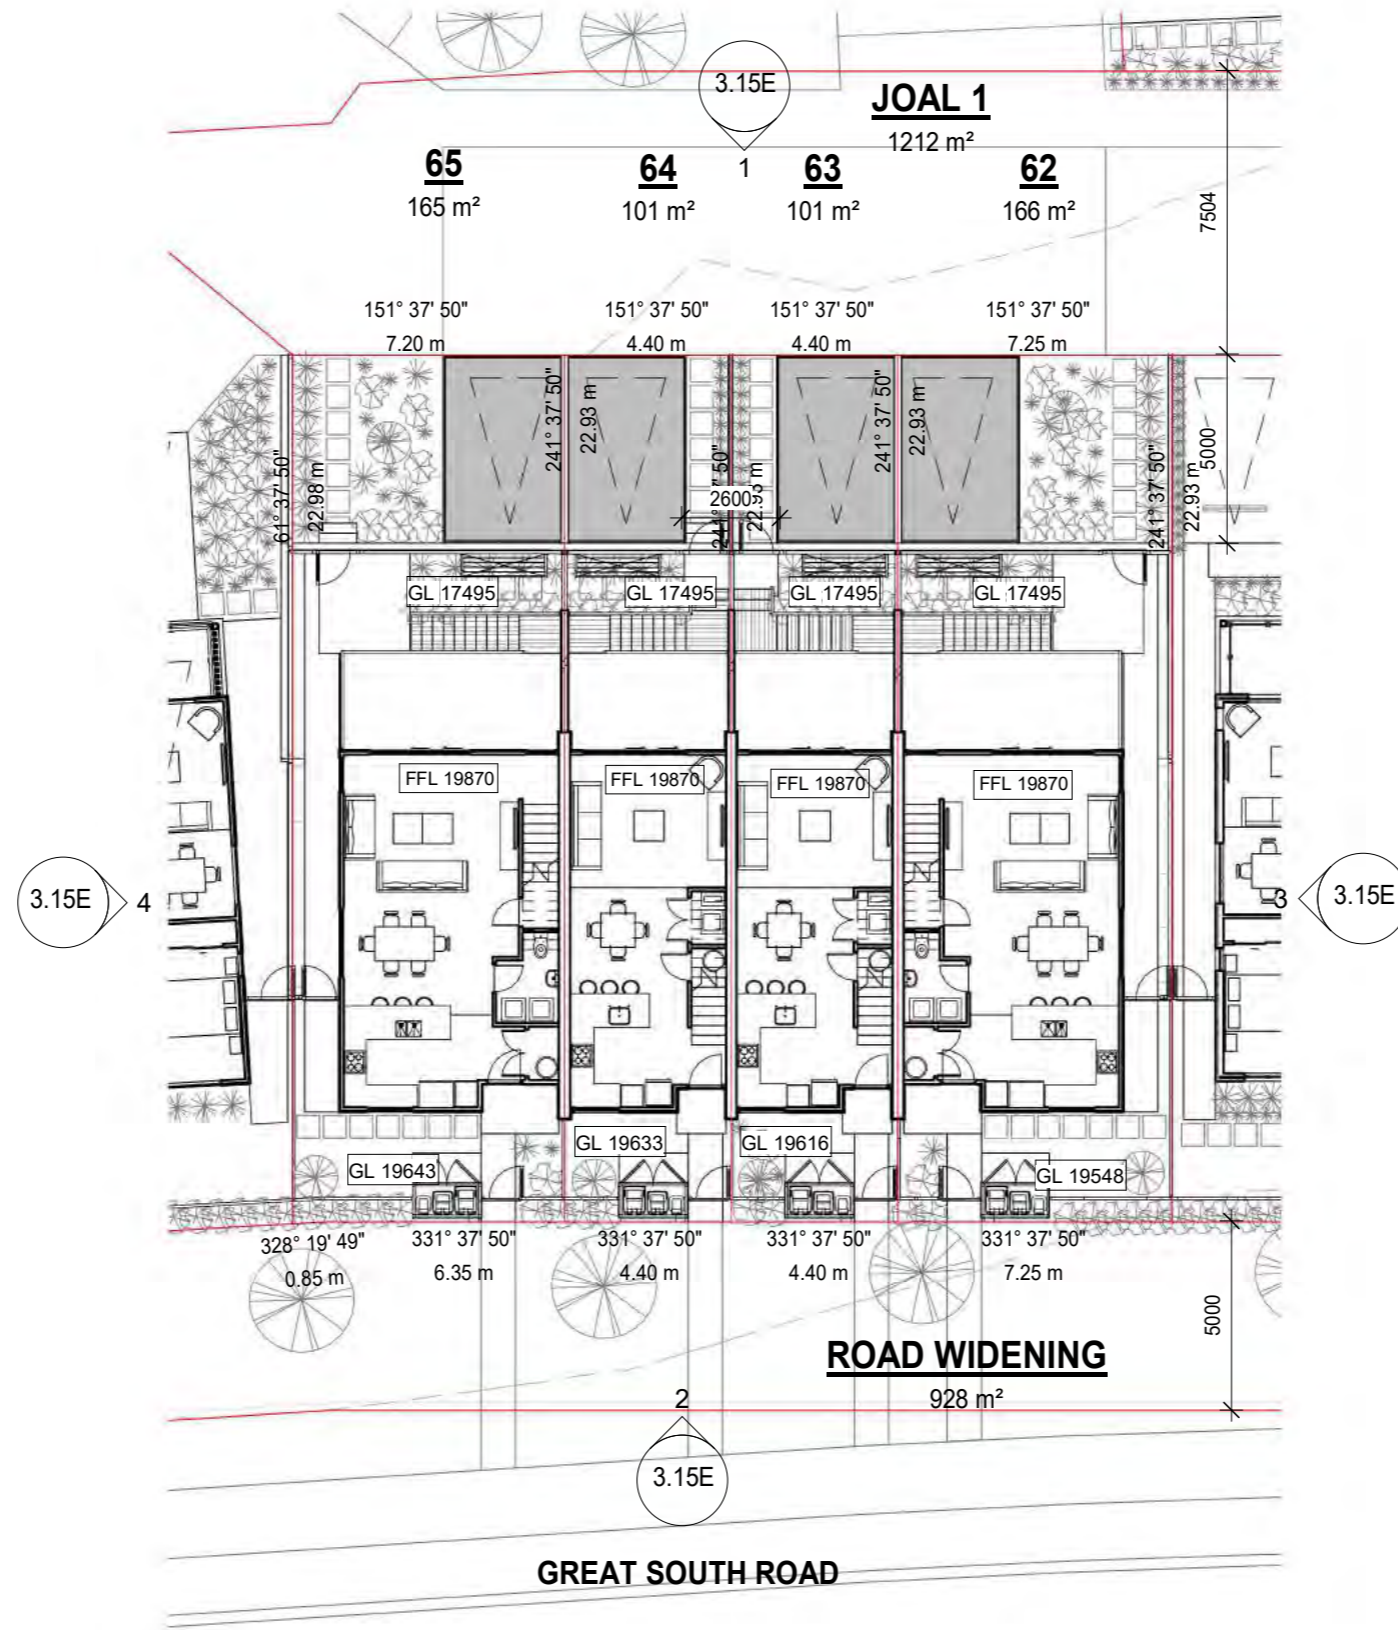 3.15E
1
JOAL 1
1212 m²
65
165 m²
64
101 m²
63
101 m²
62
166 m²
7504
151° 37' 50"
7.20 m
151° 37' 50"
4.40 m
151° 37' 50"
4.40 m
151° 37' 50"
7.25 m
61° 37' 50"
22.98 m
241° 37' 50"
22.93 m
2600
22.93 m
241° 37' 50"
22.93 m
241° 37' 50"
22.93 m
5000
GL 17495
GL 17495
GL 17495
GL 17495
FFL 19870
FFL 19870
FFL 19870
FFL 19870
3.15E
4
3
3.15E
GL 19643
GL 19633
GL 19616
GL 19548
328° 19' 49"
0.85 m
331° 37' 50"
6.35 m
331° 37' 50"
4.40 m
331° 37' 50"
4.40 m
331° 37' 50"
7.25 m
5000
ROAD WIDENING
928 m²
2
3.15E
GREAT SOUTH ROAD